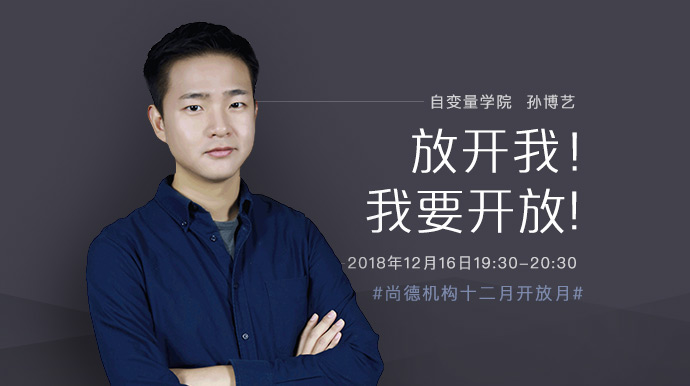 自变量学院 孙博艺
放开我！
我要开放!
2018年12月16日19:30-20:30
#尚德机构十二月开放月#